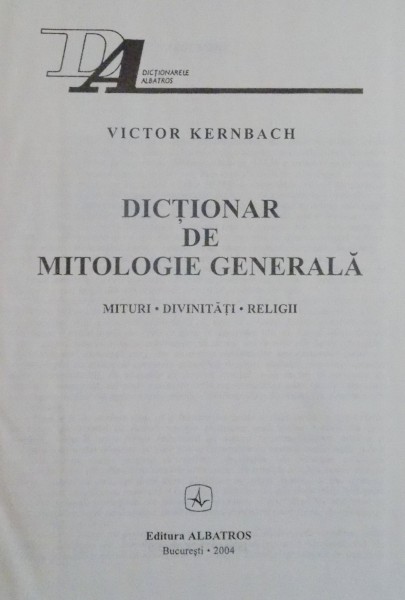 DA
DICȚIONARELE
ALBATROS
VICTOR KERNBACH
DICȚIONAR
DE
MITOLOGIE GENERALĂ
MITURI • DIVINITĂȚI • RELIGII
Editura ALBATROS
București • 2004